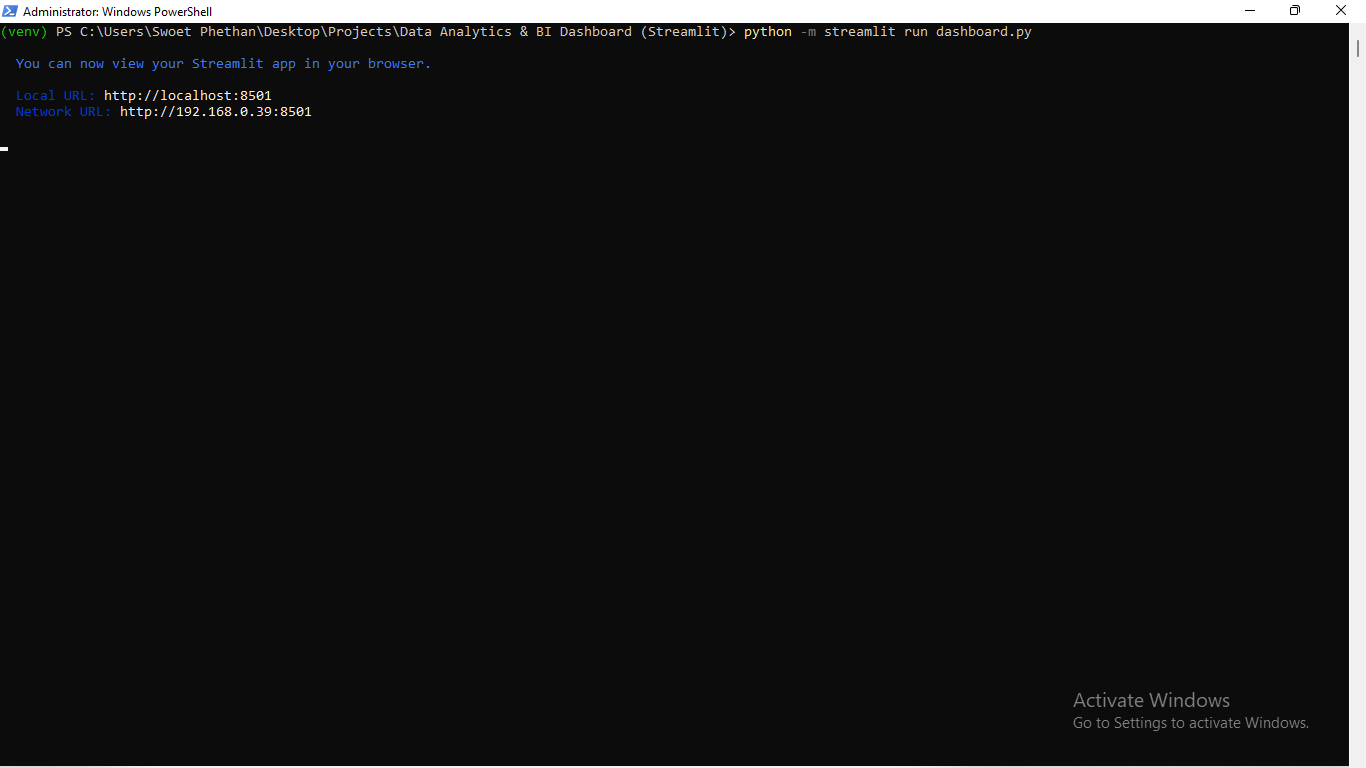 Administrator: Windows PowerShell
(venv) PS C:\Users\Swoet Phethan\Desktop\Projects\Data Analytics & BI Dashboard (Streamlit)> python -m streamlit run dashboard.py
You can now view your Streamlit app in your browser.
Local URL: http://localhost:8501
Network URL: http://192.168.0.39:8501
Activate Windows
Go to Settings to activate Windows.